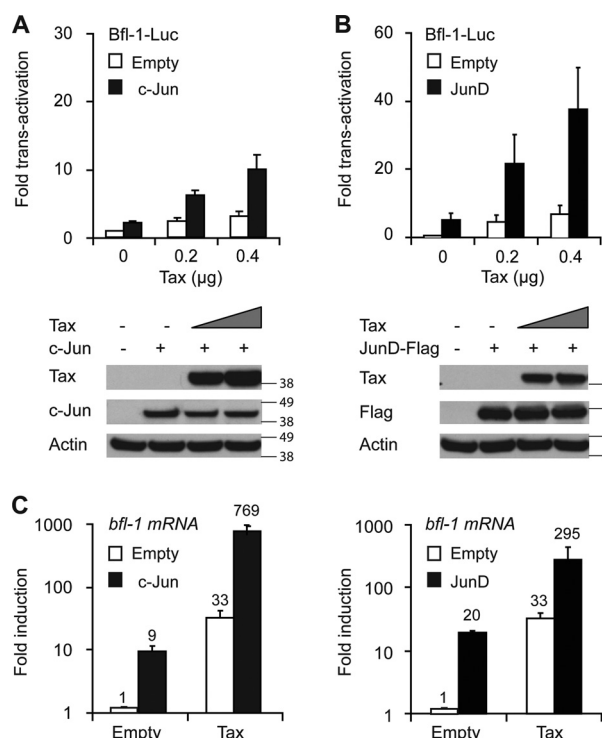 A
Bfl-1-Luc
Empty
c-Jun
Fold trans-activation
30
20
10
0
0 0.2 0.4
Tax (µg)
Tax - -
c-Jun - + + +
Tax
38
c-Jun
49
38
Actin
49
38
B
Bfl-1-Luc
Empty
JunD
Fold trans-activation
60
40
20
0
0 0.2 0.4
Tax (µg)
Tax - -
JunD-Flag - + + +
Tax
Flag
Actin
C
bfl-1 mRNA
Empty
c-Jun
Fold induction
1000
100
10
1
1 9 33 769
Empty Tax
bfl-1 mRNA
Empty
JunD
Fold induction
1000
100
10
1
1 20 33 295
Empty Tax